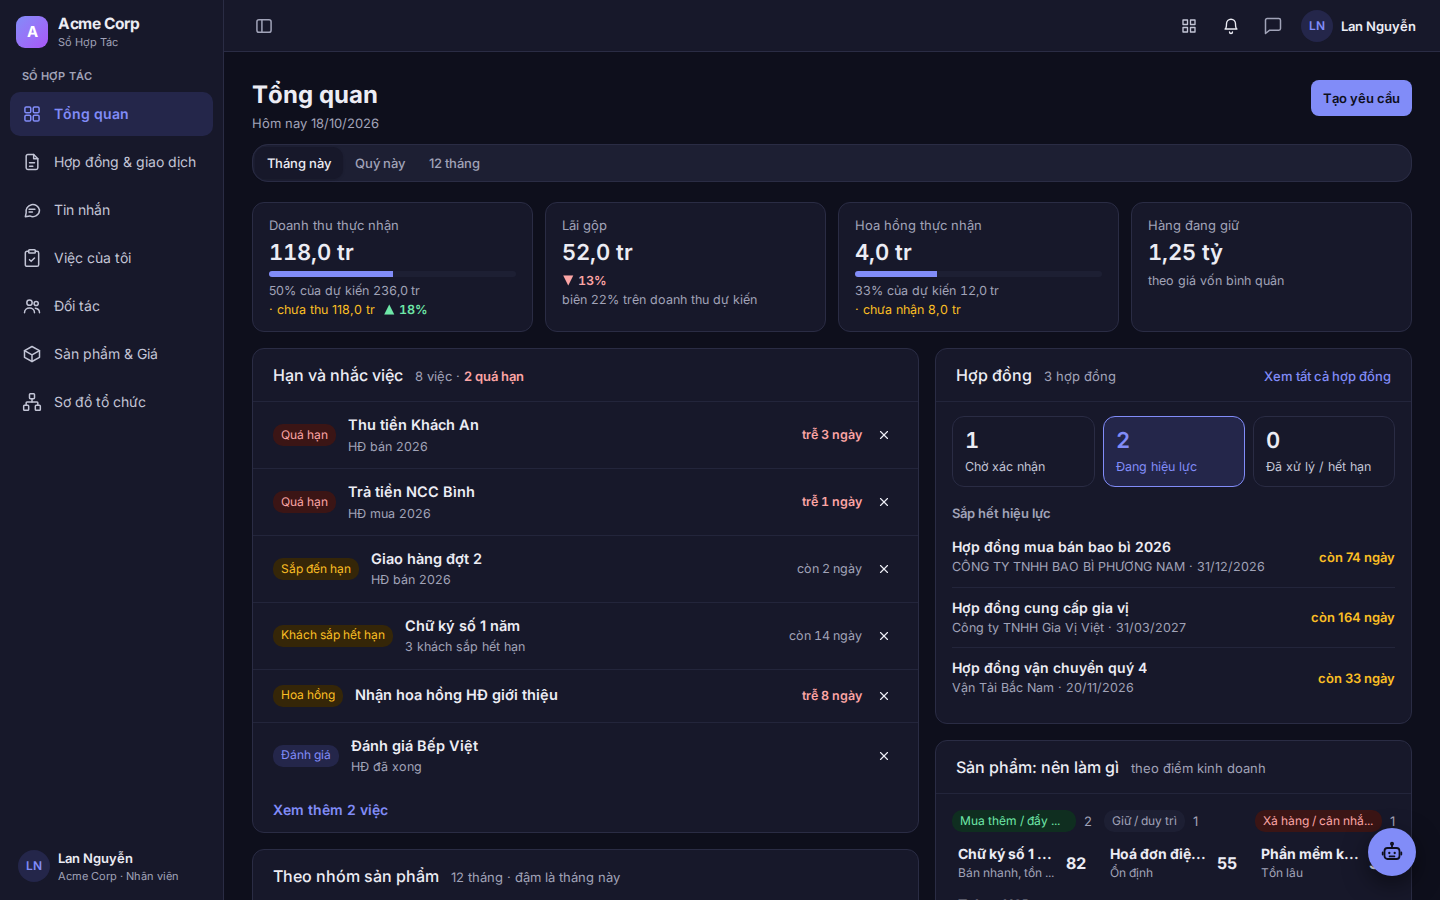 A
Acme Corp
Sổ Hợp Tác
SỔ HỢP TÁC
Tổng quan
Hợp đồng & giao dịch
Tin nhắn
Việc của tôi
Đối tác
Sản phẩm & Giá
Sơ đồ tổ chức
LN
Lan Nguyễn
Acme Corp · Nhân viên
LN
Lan Nguyễn
Tổng quan
Hôm nay 18/10/2026
Tạo yêu cầu
Tháng này
Quý này
12 tháng
Doanh thu thực nhận
118,0 tr
50% của dự kiến 236,0 tr
· chưa thu 118,0 tr ▲ 18%
Lãi gộp
52,0 tr
▼ 13%
biên 22% trên doanh thu dự kiến
Hoa hồng thực nhận
4,0 tr
33% của dự kiến 12,0 tr
· chưa nhận 8,0 tr
Hàng đang giữ
1,25 tỷ
theo giá vốn bình quân
Hạn và nhắc việc 8 việc · 2 quá hạn
Quá hạn
Thu tiền Khách An
HĐ bán 2026
trễ 3 ngày
Quá hạn
Trả tiền NCC Bình
HĐ mua 2026
trễ 1 ngày
Sắp đến hạn
Giao hàng đợt 2
HĐ bán 2026
còn 2 ngày
Khách sắp hết hạn
Chữ ký số 1 năm
3 khách sắp hết hạn
còn 14 ngày
Hoa hồng
Nhận hoa hồng HĐ giới thiệu
trễ 8 ngày
Đánh giá
Đánh giá Bếp Việt
HĐ đã xong
Xem thêm 2 việc
Theo nhóm sản phẩm 12 tháng · đậm là tháng này
Hợp đồng 3 hợp đồng
Xem tất cả hợp đồng
1
Chờ xác nhận
2
Đang hiệu lực
0
Đã xử lý / hết hạn
Sắp hết hiệu lực
Hợp đồng mua bán bao bì 2026
CÔNG TY TNHH BAO BÌ PHƯƠNG NAM · 31/12/2026
còn 74 ngày
Hợp đồng cung cấp gia vị
Công ty TNHH Gia Vị Việt · 31/03/2027
còn 164 ngày
Hợp đồng vận chuyển quý 4
Vận Tải Bắc Nam · 20/11/2026
còn 33 ngày
Sản phẩm: nên làm gì theo điểm kinh doanh
Mua thêm / đẩy ... 2
Chữ ký số 1 ...
Bán nhanh, tồn ...
82
Giữ / duy trì 1
Hoá đơn điệ...
Ổn định
55
Xả hàng / cân nhắ... 1
Phần mềm k...
Tồn lâu